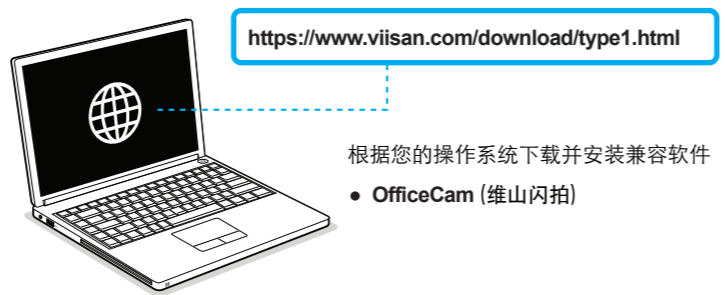 https://www.viisan.com/download/type1.html
根据您的操作系统下载并安装兼容软件
● OfficeCam (维山闪拍)